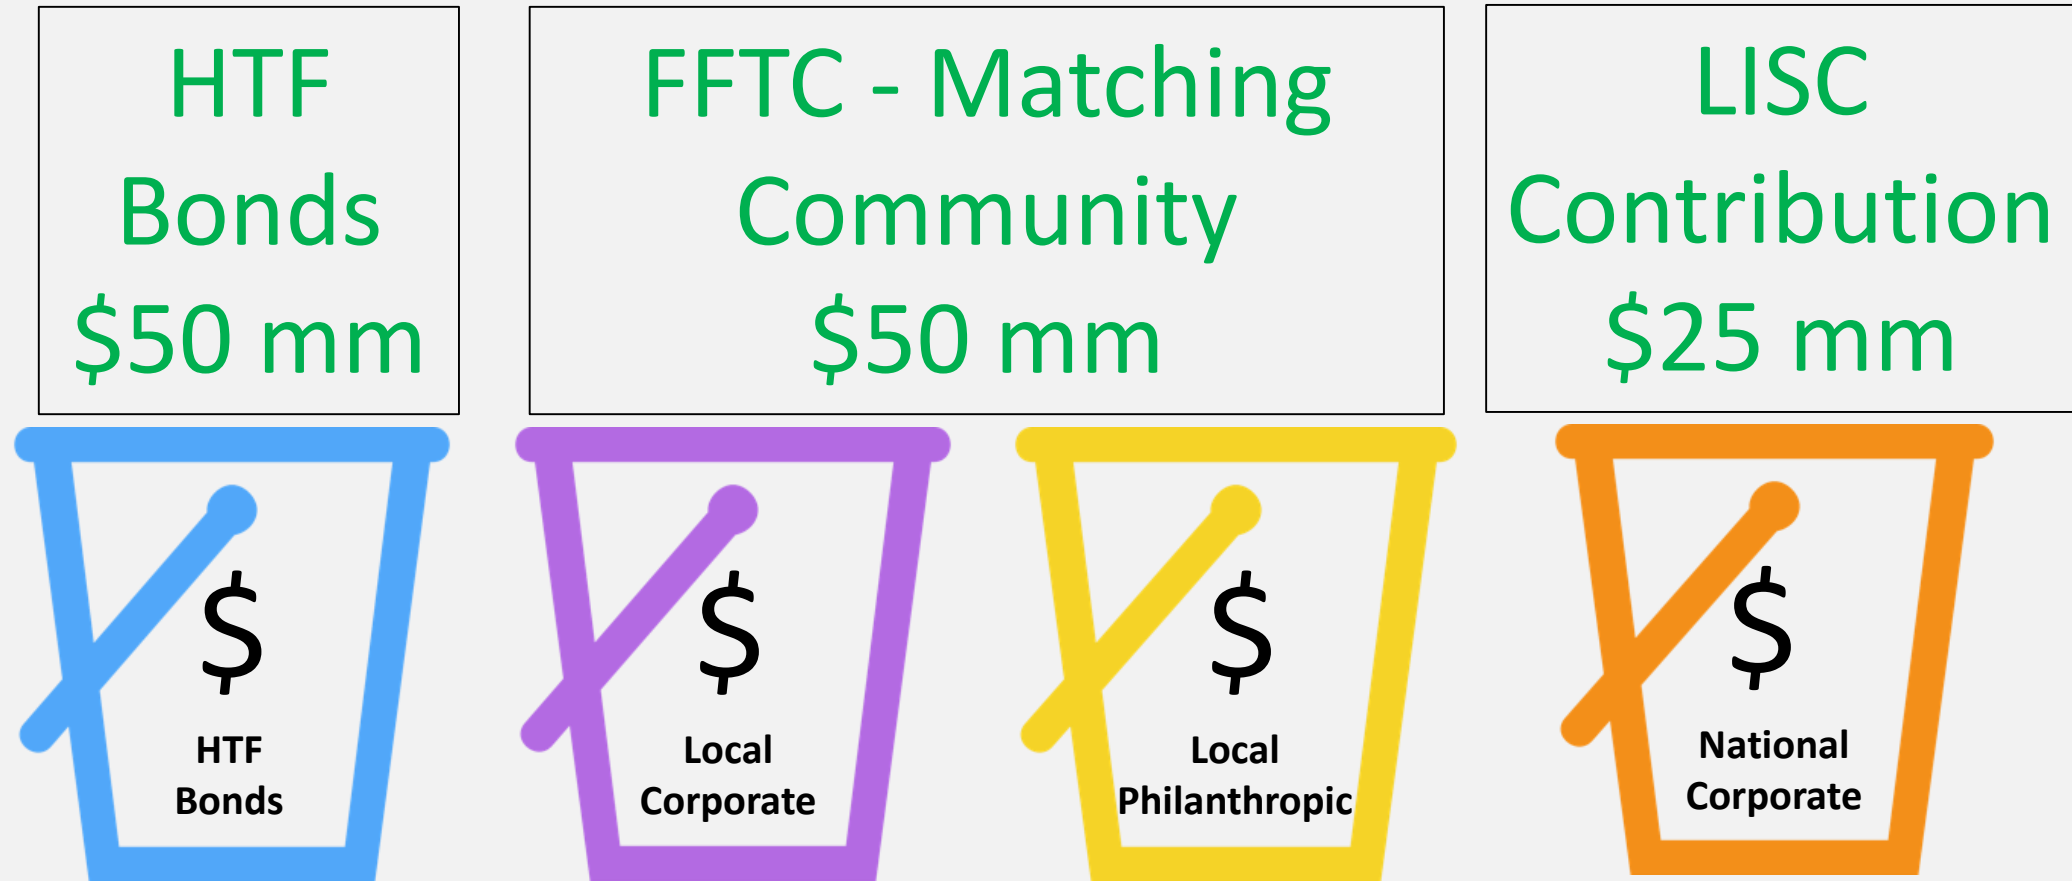 HTF
Bonds
$50 mm
FFTC - Matching
Community
$50 mm
LISC
Contribution
$25 mm
$
HTF
Bonds
$
Local
Corporate
$
Local
Philanthropic
$
National
Corporate